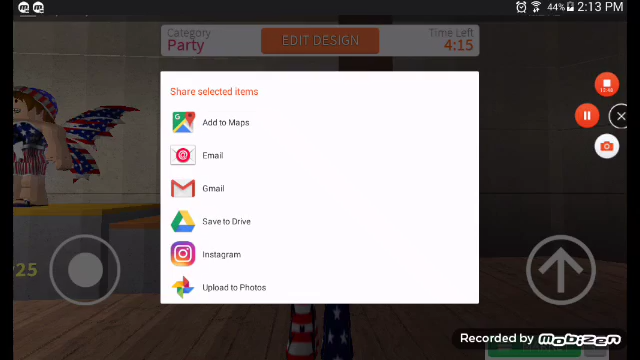 44% 2:13 PM
Category
Party
EDIT DESIGN
Time Left
4:15
Share selected items
Add to Maps
Email
Gmail
Save to Drive
Instagram
Upload to Photos
25
Recorded by MOBIZEN